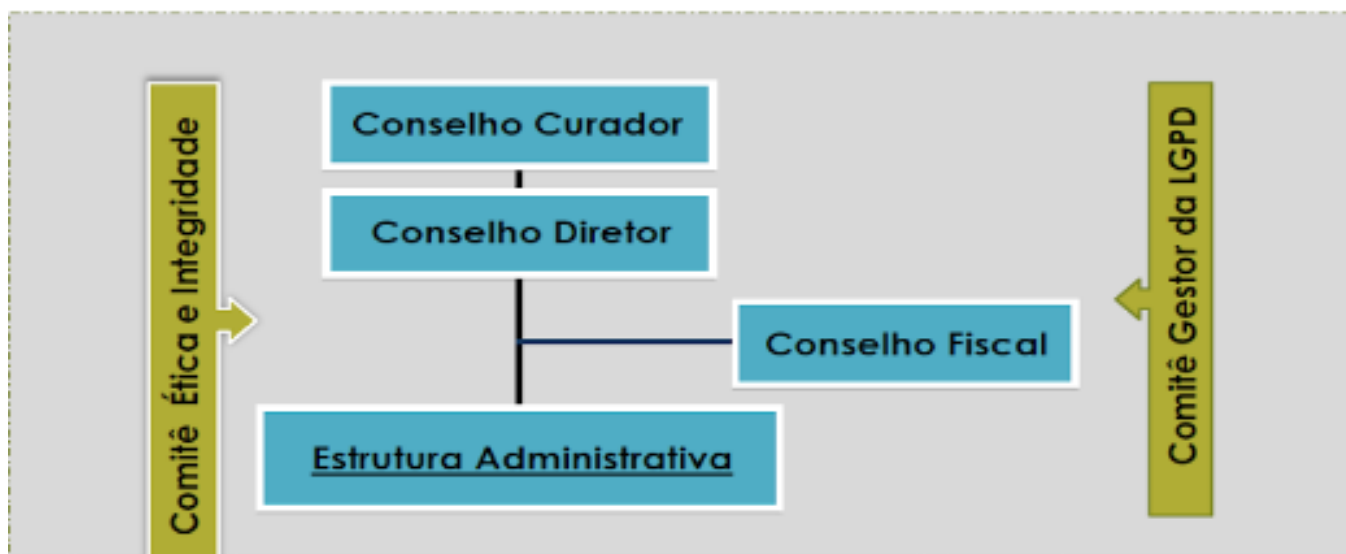 Comitê Ética e Integridade
Conselho Curador
Conselho Diretor
Conselho Fiscal
Estrutura Administrativa
Comitê Gestor da LGPD